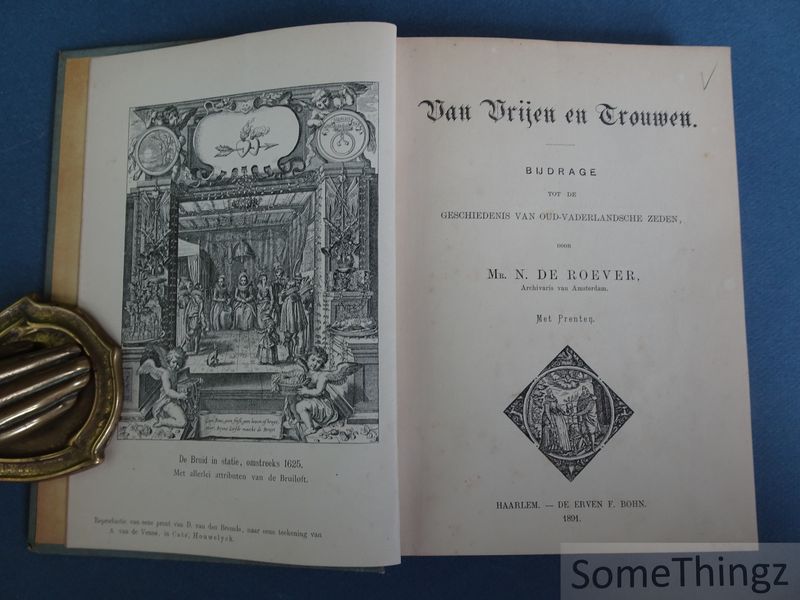 De Bruid in statie, omstreeks 1625.
Met allerlei attributen van de Bruiloft.
Reproductie van eene prent van D. van den Bremde, naar eene teekening van
A. van de Venne, in Cats, Houwelyck.
Van Vrijen en Trouwen.
BIJDRAGE
TOT DE
GESCHIEDENIS VAN OUD-VADERLANDSCHE ZEDEN,
DOOR
MR. N. DE ROEVER,
Archivaris van Amsterdam.
Met Prenten.
HAARLEM. — DE ERVEN F. BOHN.
1891.
SomeThingz